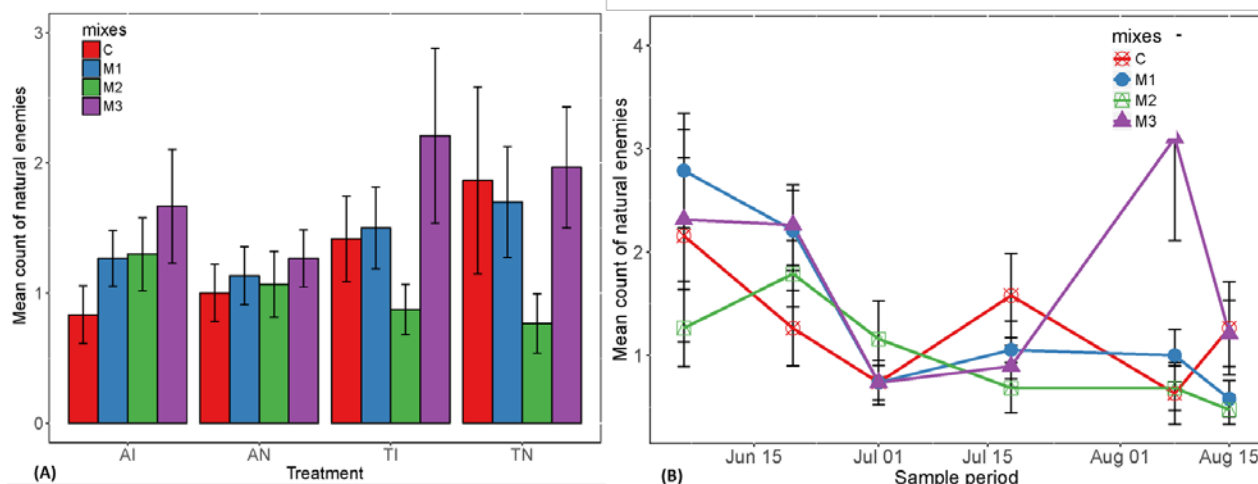 mixes
C
M1
M2
M3
Mean count of natural enemies
3
2
1
0
AI AN TI TN
(A)
Treatment
mixes
C
M1
M2
M3
Mean count of natural enemies
4
3
2
1
Jun 15 Jul 01 Jul 15 Aug 01 Aug 15
(B)
Sample period